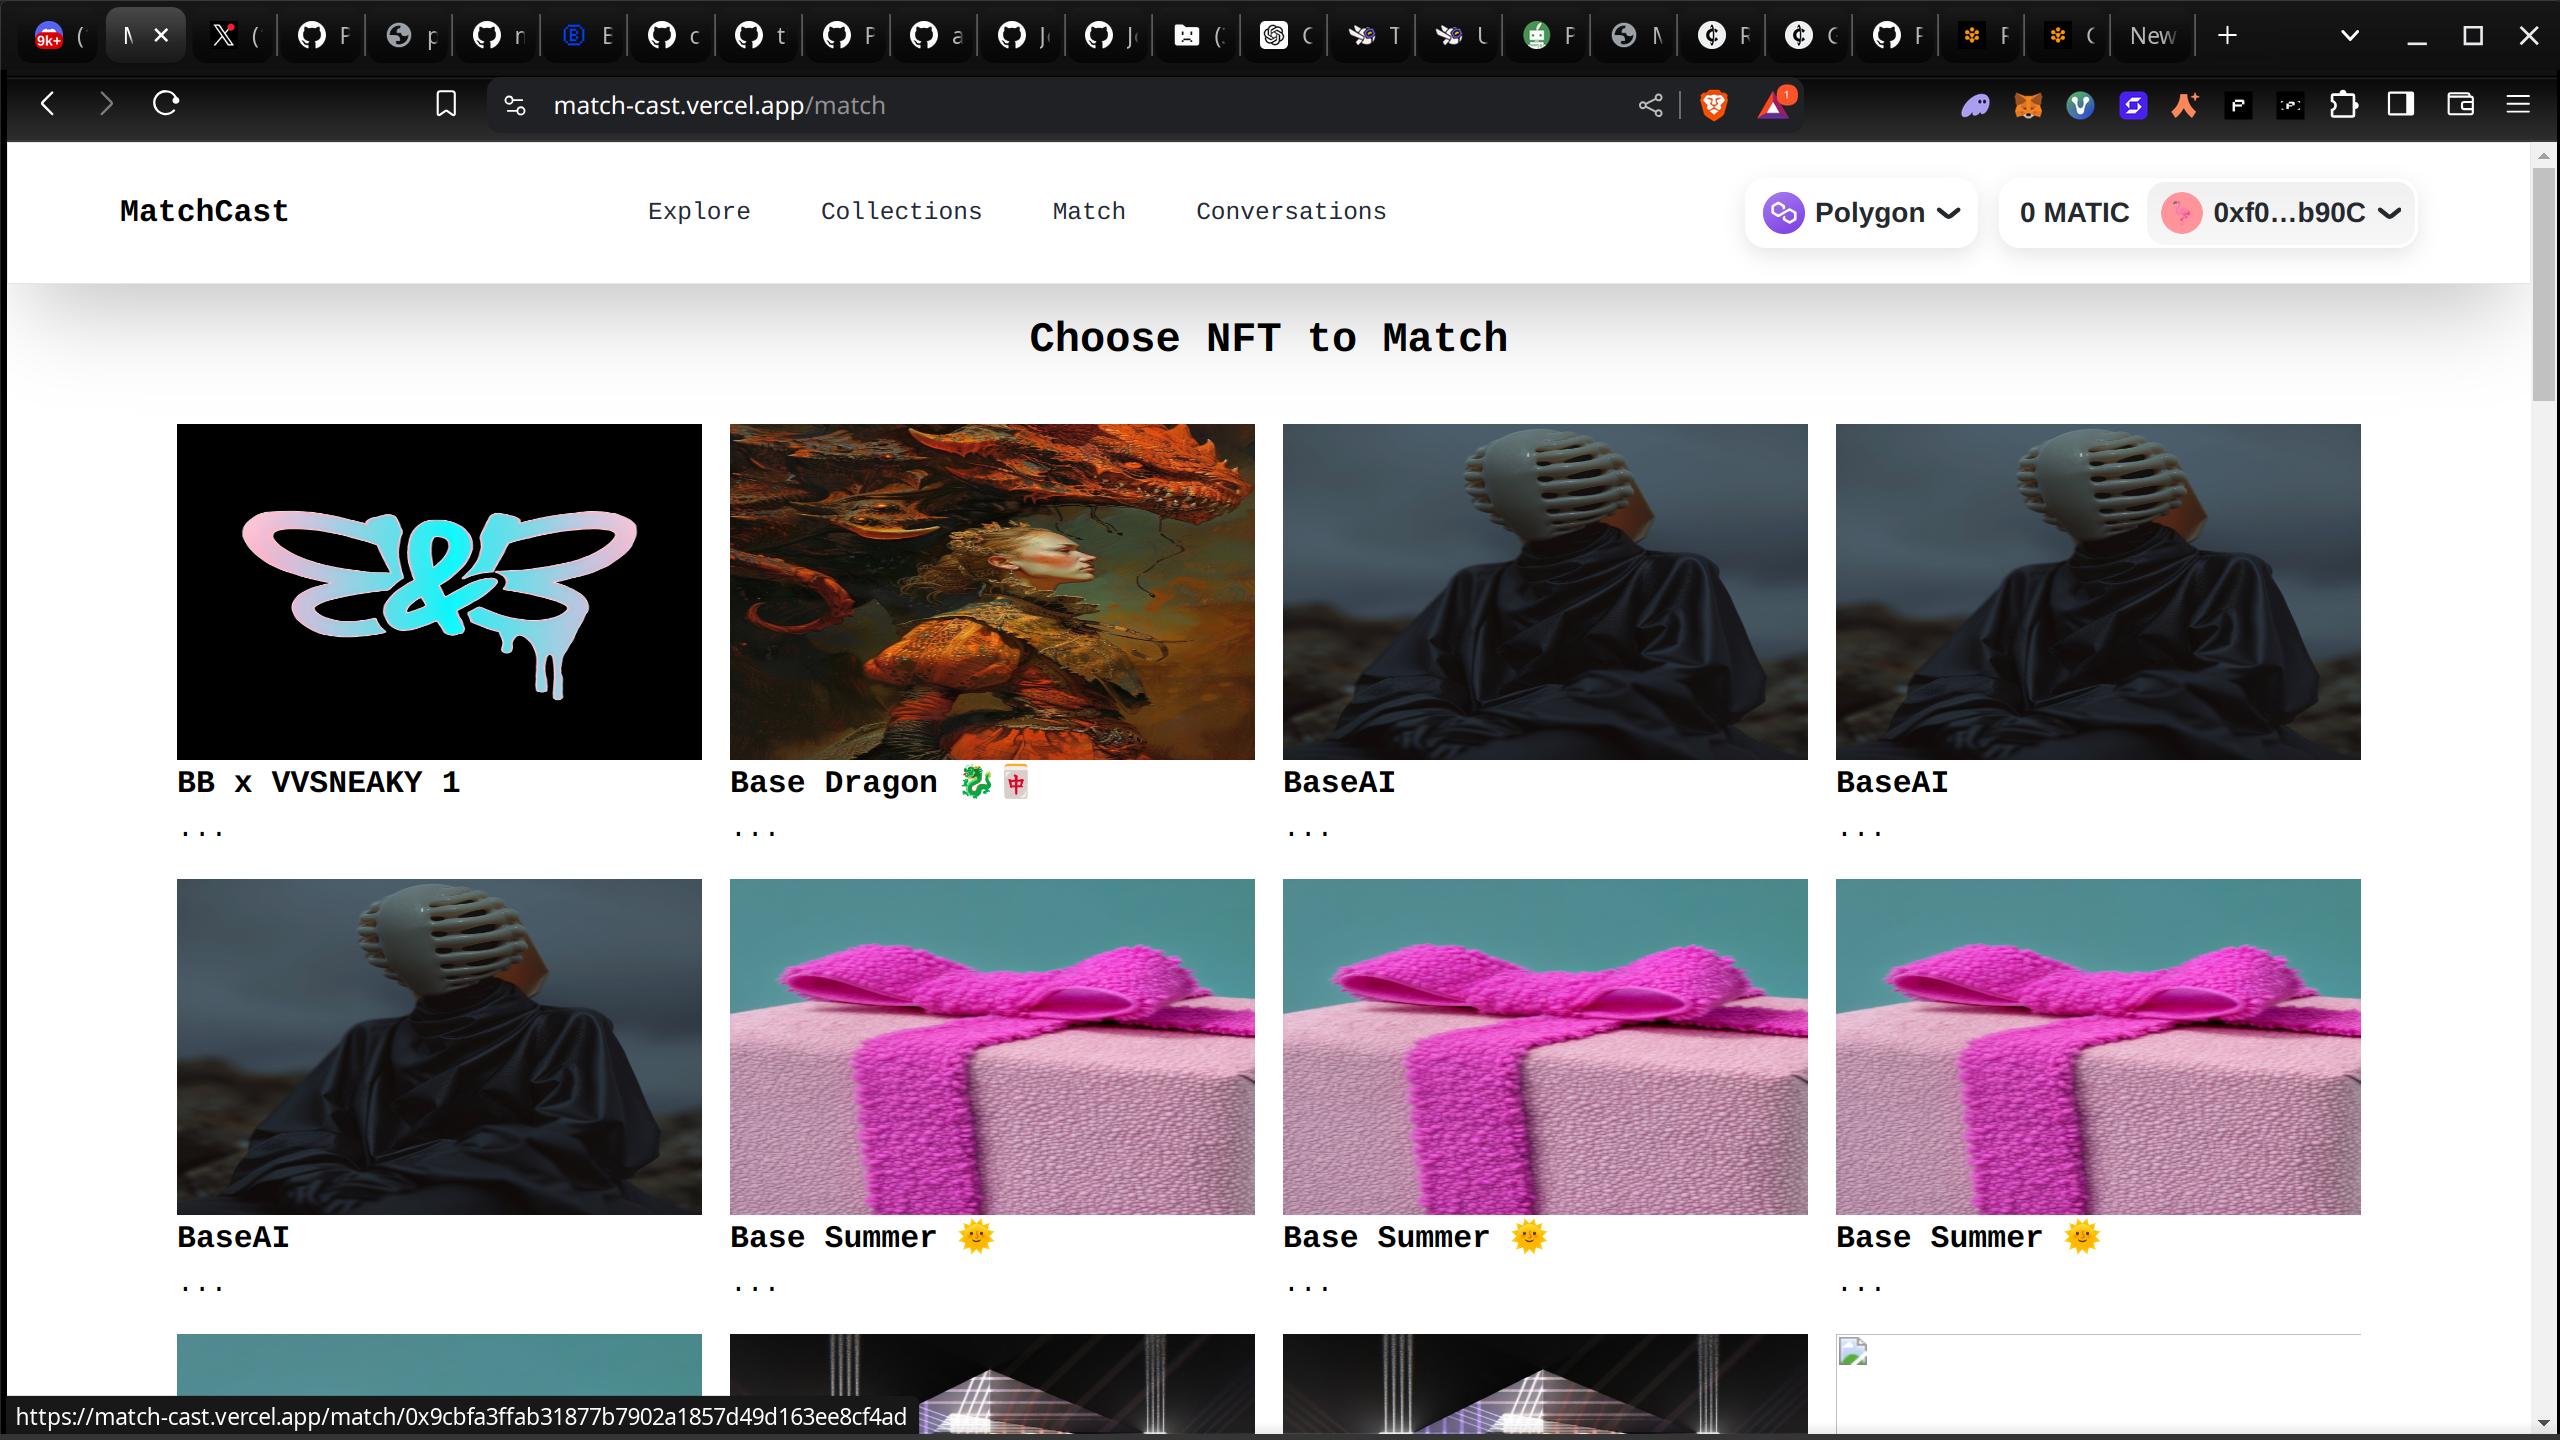 9k+ ( M ( F p n B c t F a J J ( C T U F M R C F F C New
match-cast.vercel.app/match
1
MatchCast Explore Collections Match Conversations Polygon 0 MATIC 0xf0...b90C
Choose NFT to Match
&
BB x VVSNEAKY 1 Base Dragon 🐉🀄 BaseAI BaseAI
... ... ... ...
BaseAI Base Summer 🌞 Base Summer 🌞 Base Summer 🌞
... ... ... ...
https://match-cast.vercel.app/match/0x9cbfa3ffab31877b7902a1857d49d163ee8cf4ad